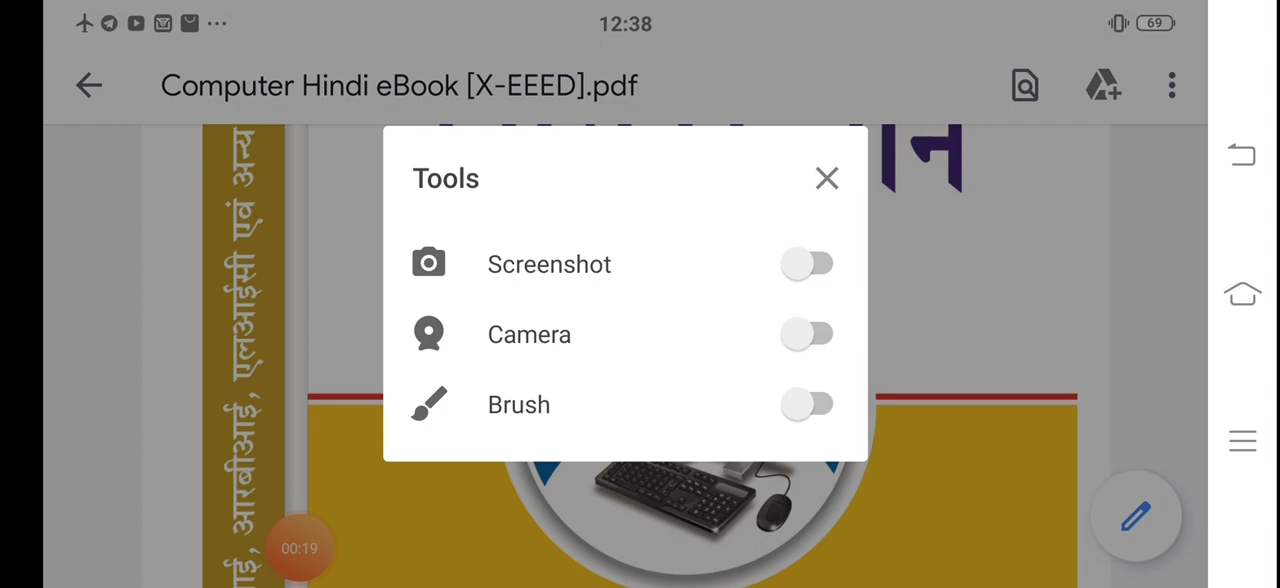 12:38
69
Computer Hindi eBook [X-EEED].pdf
Tools
Screenshot
Camera
Brush
, आरबीआई, एलआईसी एवं अन्य
00:19